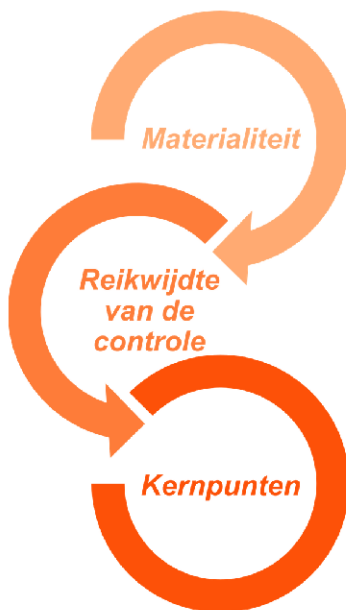 Materialiteit
Reikwijdte
van de
controle
Kernpunten